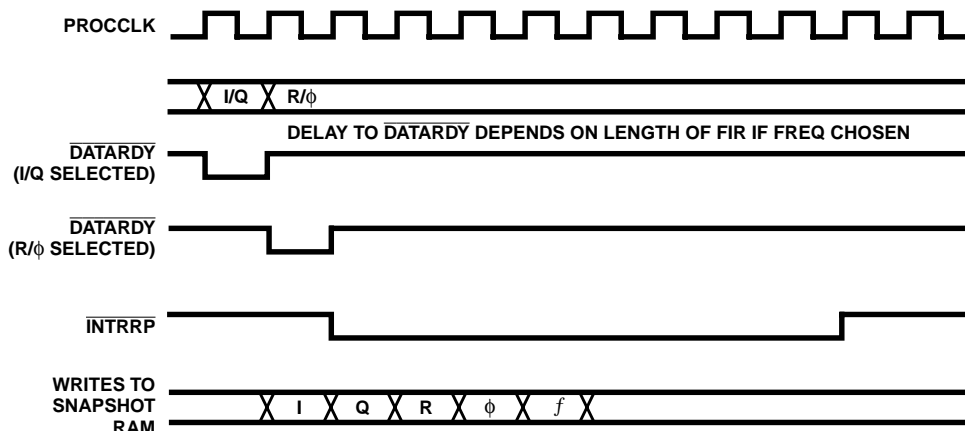 PROCCLK
I/Q R/ϕ
DELAY TO DATARDY DEPENDS ON LENGTH OF FIR IF FREQ CHOSEN
DATARDY
(I/Q SELECTED)
DATARDY
(R/ϕ SELECTED)
INTRRP
WRITES TO
SNAPSHOT
RAM
I Q R ϕ f